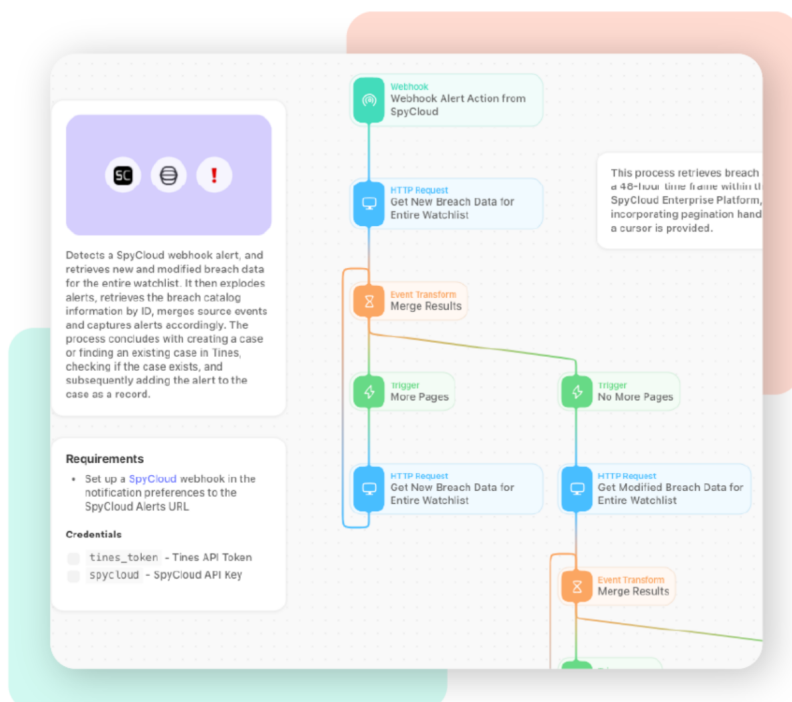 SC
Detects a SpyCloud webhook alert, and
retrieves new and modified breach data
for the entire watchlist. It then explodes
alerts, retrieves the breach catalog
information by ID, merges source events
and captures alerts accordingly. The
process concludes with creating a case
or finding an existing case in Tines,
checking if the case exists, and
subsequently adding the alert to the
case as a record.
Requirements
• Set up a SpyCloud webhook in the
notification preferences to the
SpyCloud Alerts URL
Credentials
tines_token - Tines API Token
spycloud - SpyCloud API Key
Webhook
Webhook Alert Action from
SpyCloud
HTTP Request
Get New Breach Data for
Entire Watchlist
This process retrieves breach
a 48-hour time frame within th
SpyCloud Enterprise Platform,
incorporating pagination hand
a cursor is provided.
Event Transform
Merge Results
Trigger
More Pages
Trigger
No More Pages
HTTP Request
Get New Breach Data for
Entire Watchlist
HTTP Request
Get Modified Breach Data for
Entire Watchlist
Event Transform
Merge Results